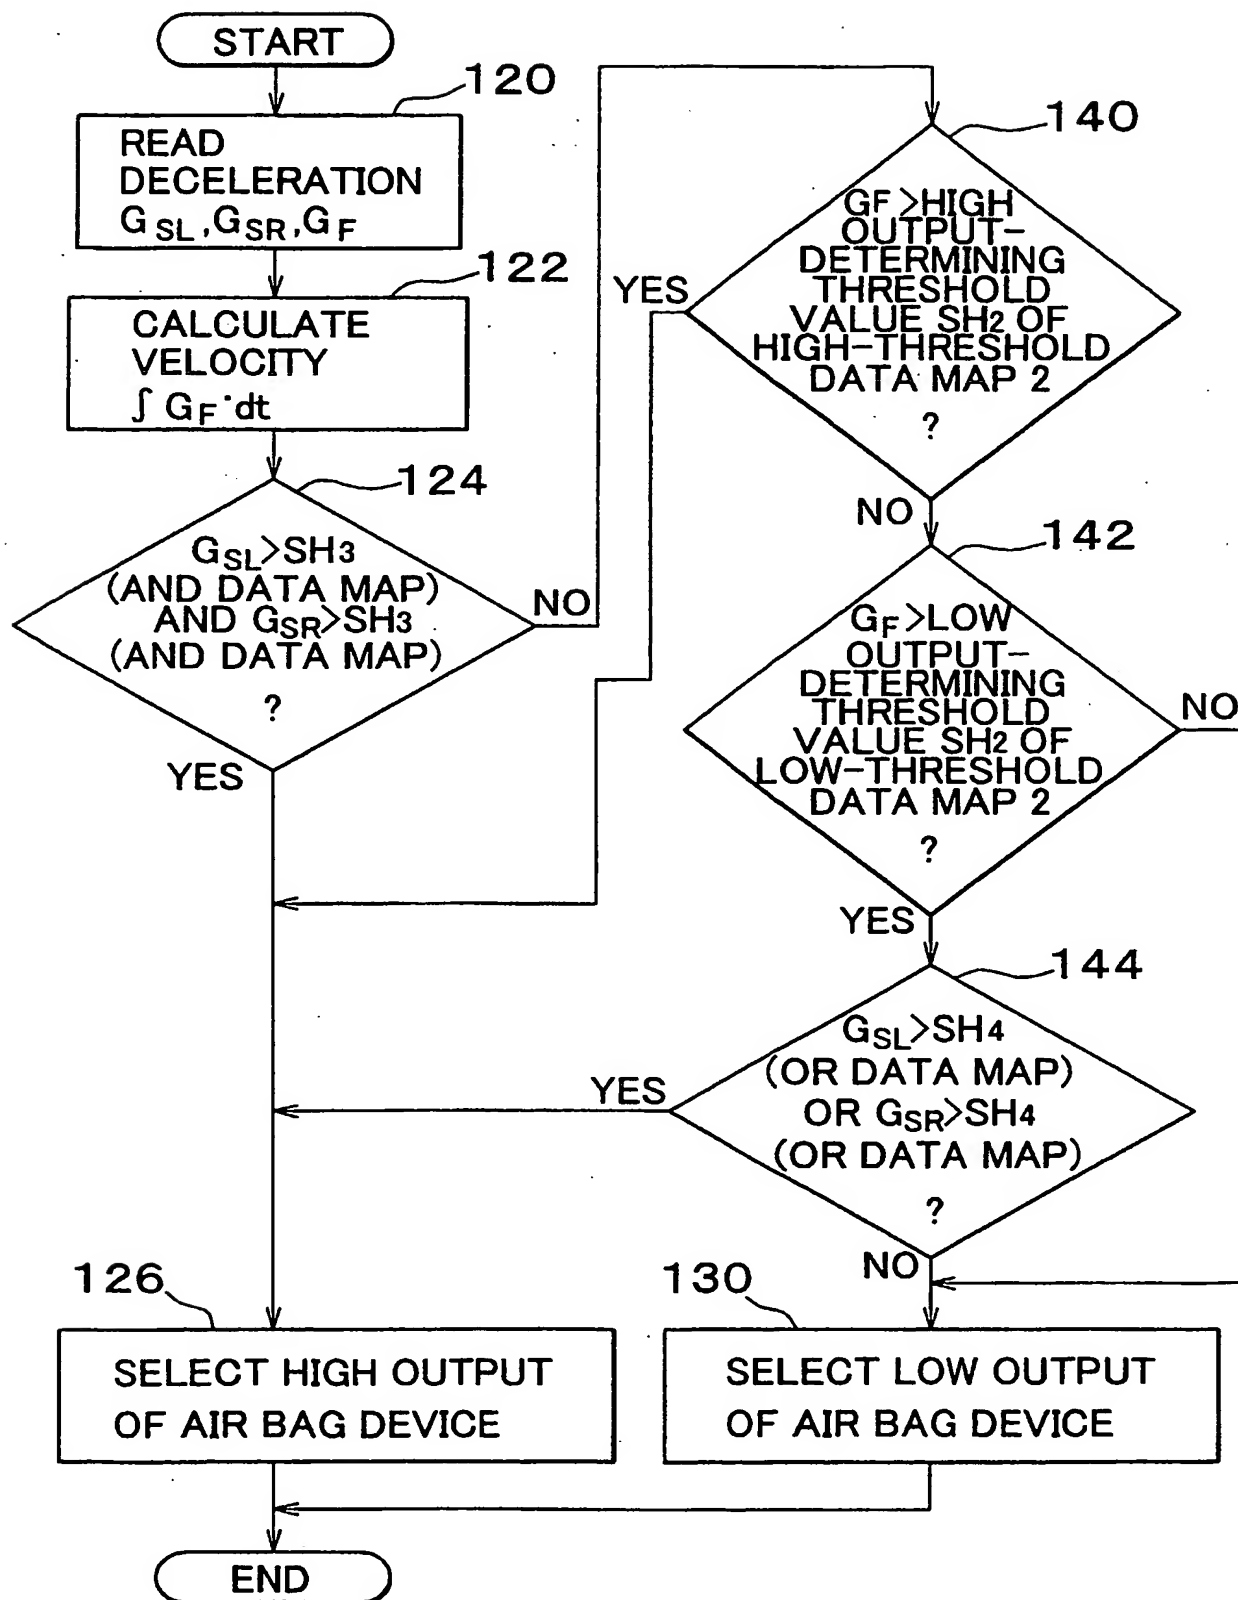 START
120
READ
DECELERATION
G SL, GSR, G F
122
CALCULATE
VELOCITY
∫ G F·dt
124
GSL>SH3
(AND DATA MAP)
AND GSR>SH3
(AND DATA MAP)
?
NO
YES
140
GF>HIGH
OUTPUT-
DETERMINING
THRESHOLD
VALUE SH2 OF
HIGH-THRESHOLD
DATA MAP 2
?
YES
NO
142
GF>LOW
OUTPUT-
DETERMINING
THRESHOLD
VALUE SH2 OF
LOW-THRESHOLD
DATA MAP 2
?
NO
YES
144
GSL>SH4
(OR DATA MAP)
OR GSR>SH4
(OR DATA MAP)
?
YES
NO
126
SELECT HIGH OUTPUT
OF AIR BAG DEVICE
130
SELECT LOW OUTPUT
OF AIR BAG DEVICE
END